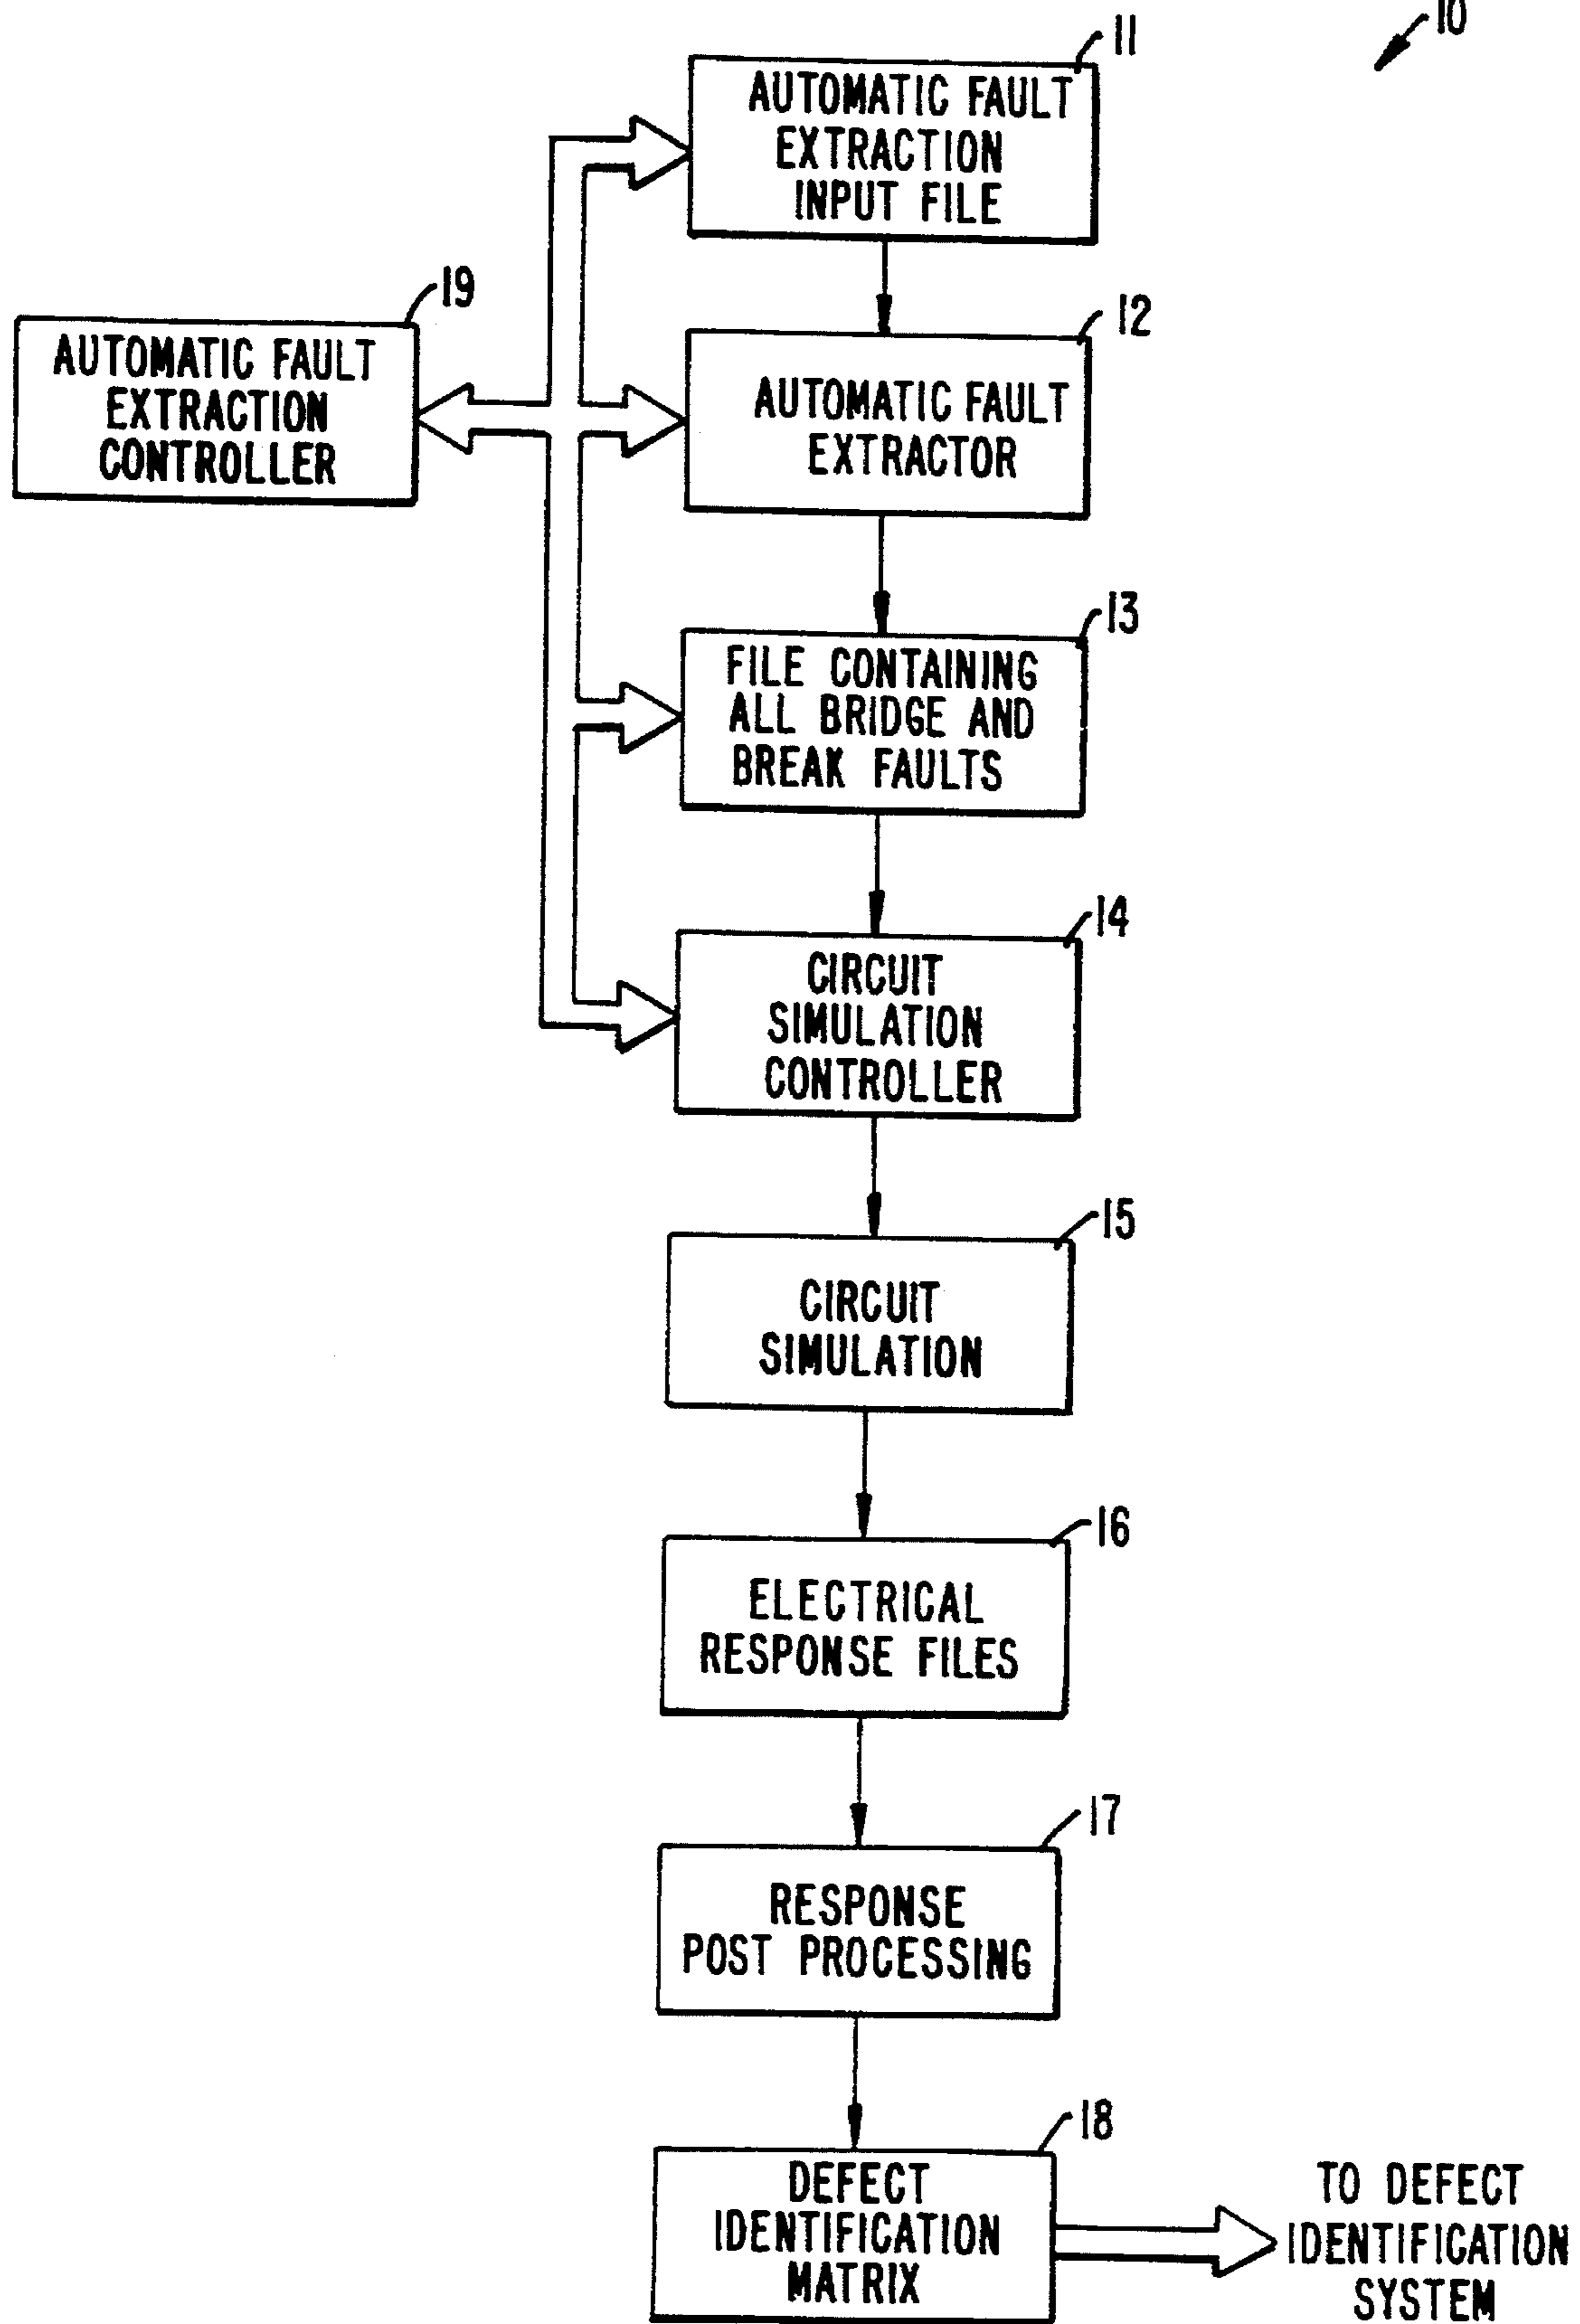 10
11
AUTOMATIC FAULT
EXTRACTION
INPUT FILE
19
AUTOMATIC FAULT
EXTRACTION
CONTROLLER
12
AUTOMATIC FAULT
EXTRACTOR
13
FILE CONTAINING
ALL BRIDGE AND
BREAK FAULTS
14
CIRCUIT
SIMULATION
CONTROLLER
15
CIRCUIT
SIMULATION
16
ELECTRICAL
RESPONSE FILES
17
RESPONSE
POST PROCESSING
18
DEFECT
IDENTIFICATION
MATRIX
TO DEFECT
IDENTIFICATION
SYSTEM